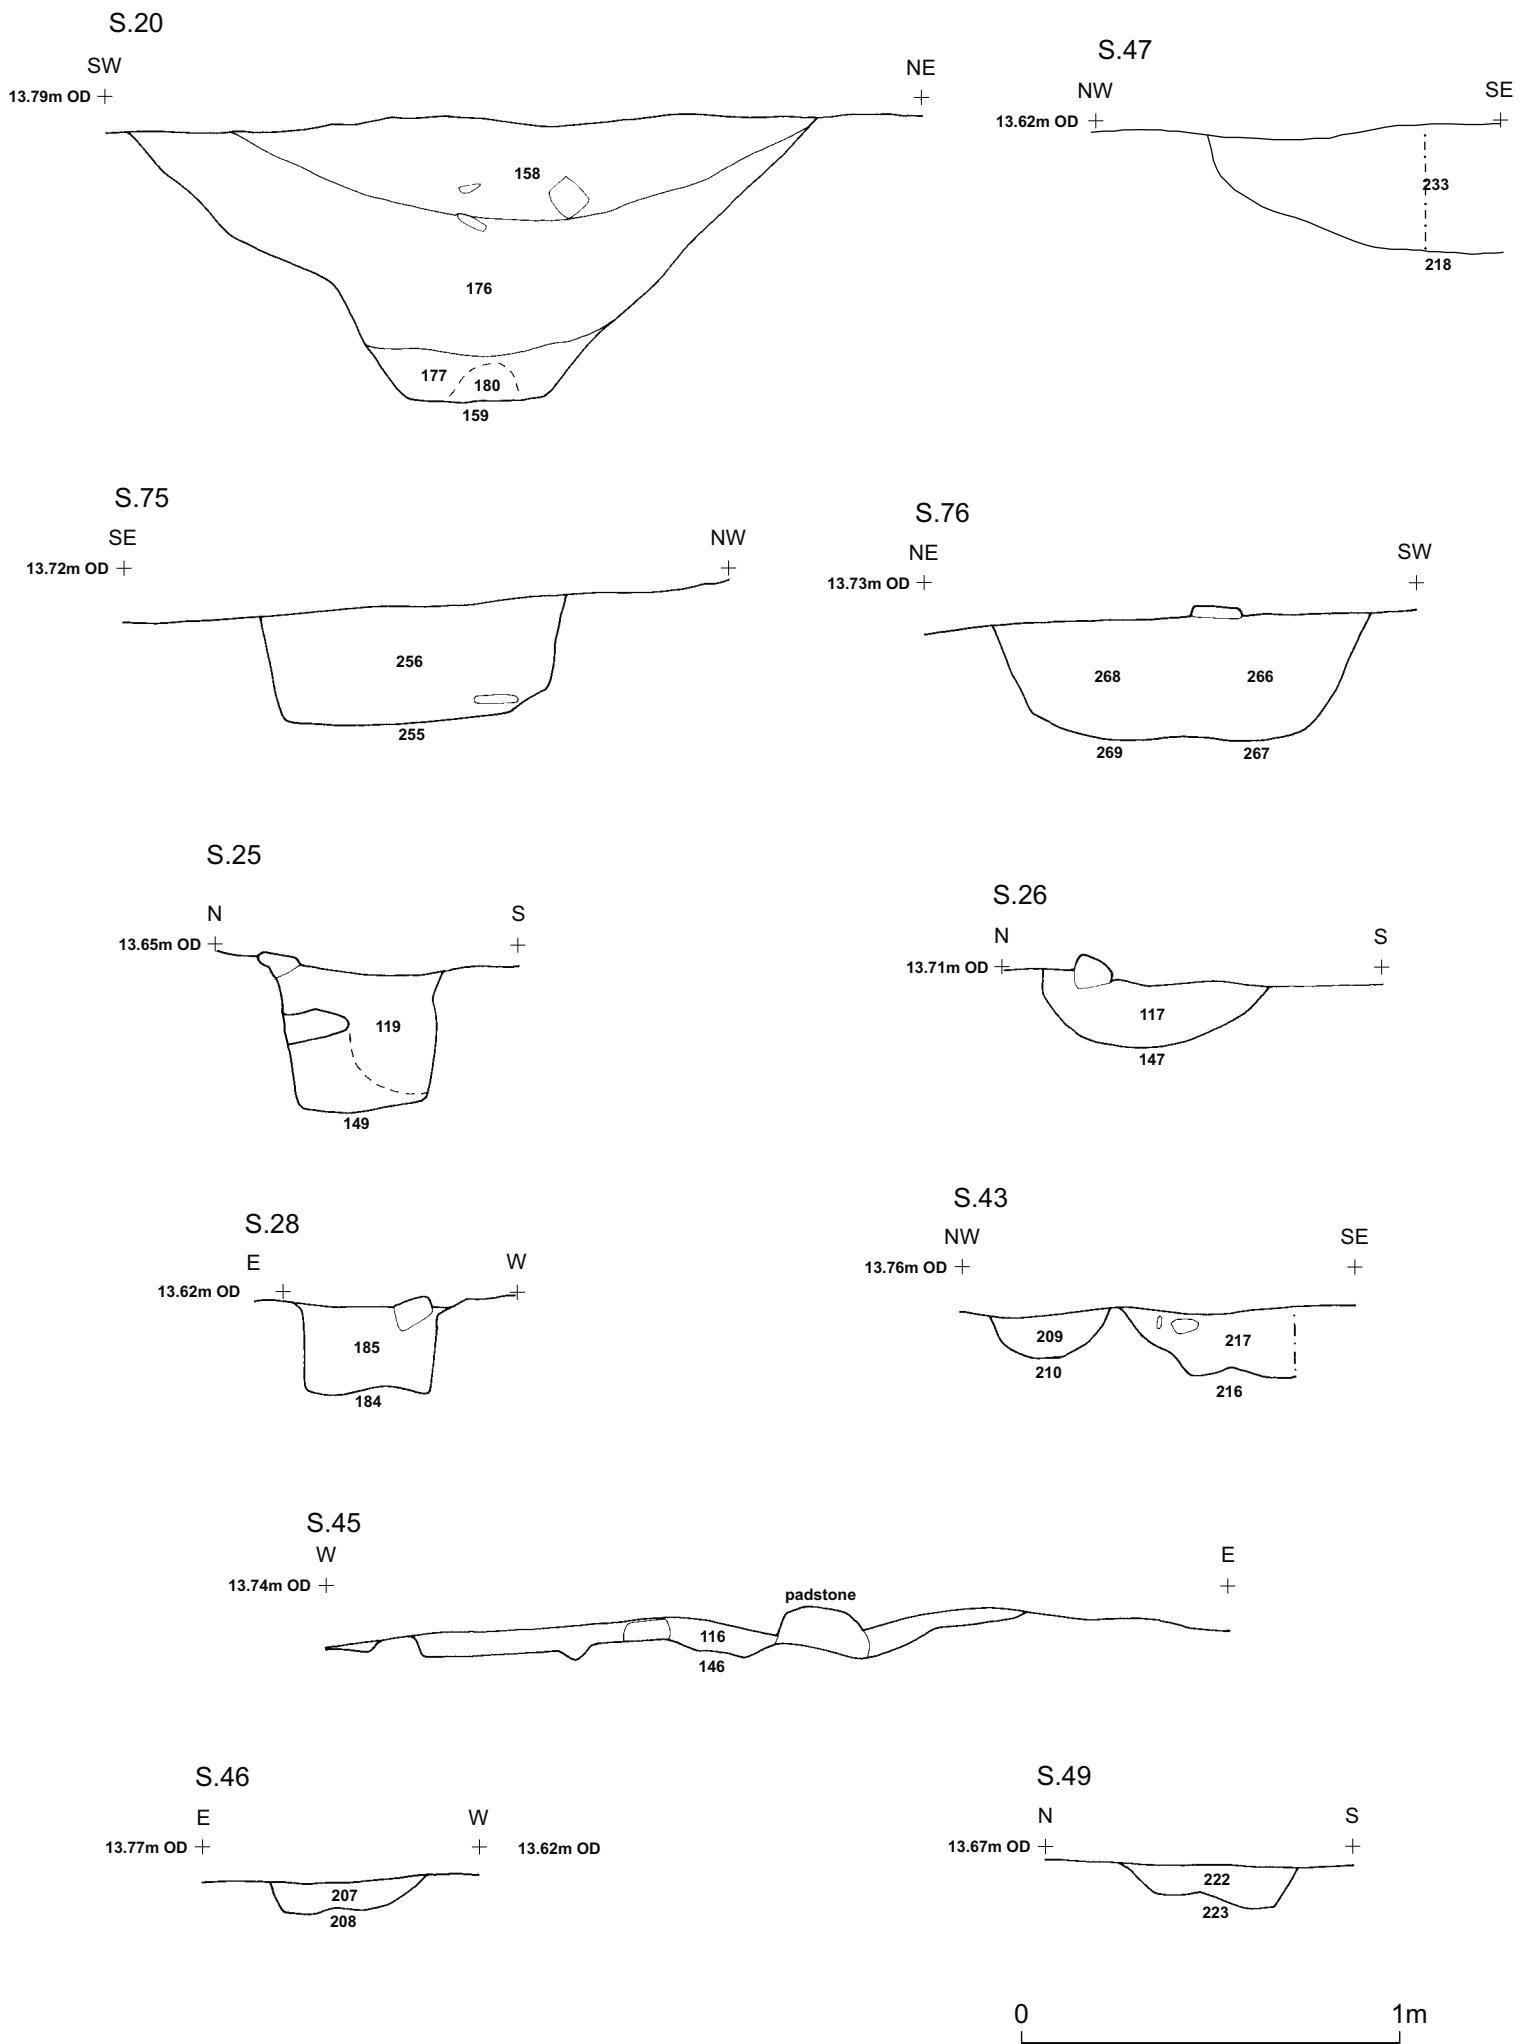 S.20
SW NE
13.79m OD
158
176
177 180
159
S.47
NW SE
13.62m OD
233
218
S.75
SE NW
13.72m OD
256
255
S.76
NE SW
13.73m OD
268 266
269 267
S.25
N S
13.65m OD
119
149
S.26
N S
13.71m OD
117
147
S.28
E W
13.62m OD
185
184
S.43
NW SE
13.76m OD
209 217
210 216
S.45
W E
13.74m OD
padstone
116
146
S.46
E W
13.77m OD 13.62m OD
207
208
S.49
N S
13.67m OD
222
223
0 1m